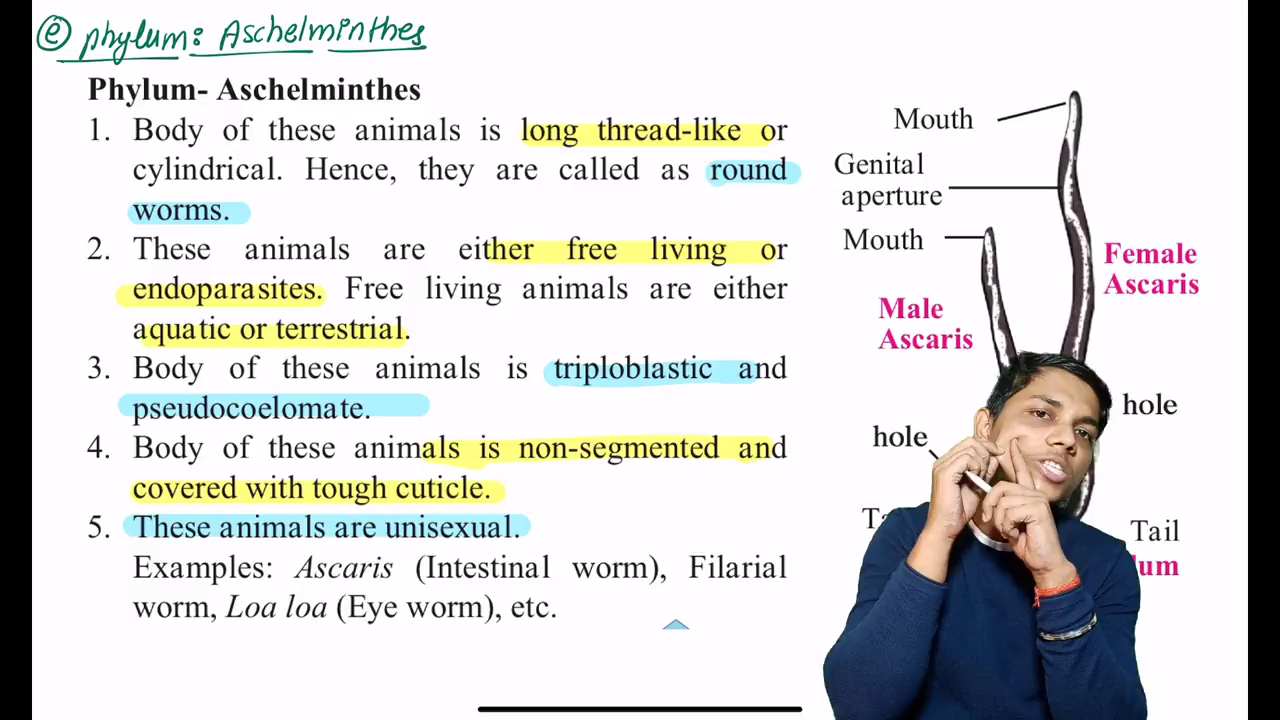 ⓔ phylum: Aschelminthes
Phylum- Aschelminthes
1. Body of these animals is long thread-like or
cylindrical. Hence, they are called as round
worms.
2. These animals are either free living or
endoparasites. Free living animals are either
aquatic or terrestrial.
3. Body of these animals is triploblastic and
pseudocoelomate.
4. Body of these animals is non-segmented and
covered with tough cuticle.
5. These animals are unisexual.
Examples: Ascaris (Intestinal worm), Filarial
worm, Loa loa (Eye worm), etc.
Mouth
Genital
aperture
Mouth
Female
Ascaris
Male
Ascaris
hole
hole
Tail